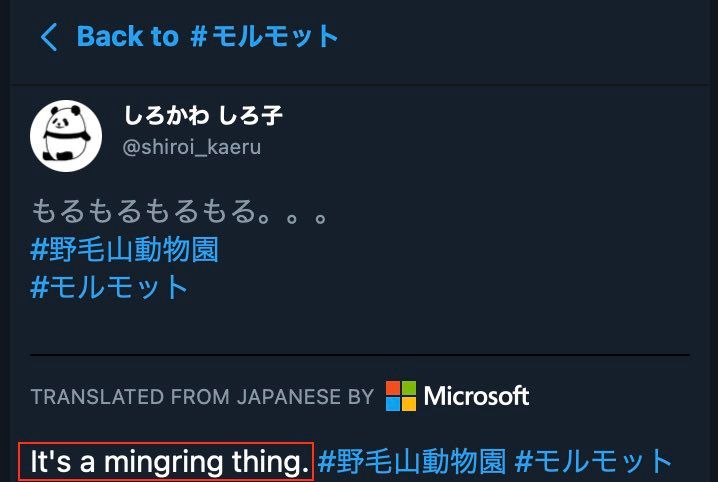 Back to #モルモット
しろかわ しろ子
@shiroi_kaeru
もるもるもるもる。。。
#野毛山動物園
#モルモット
TRANSLATED FROM JAPANESE BY Microsoft
It's a mingring thing. #野毛山動物園 #モルモット